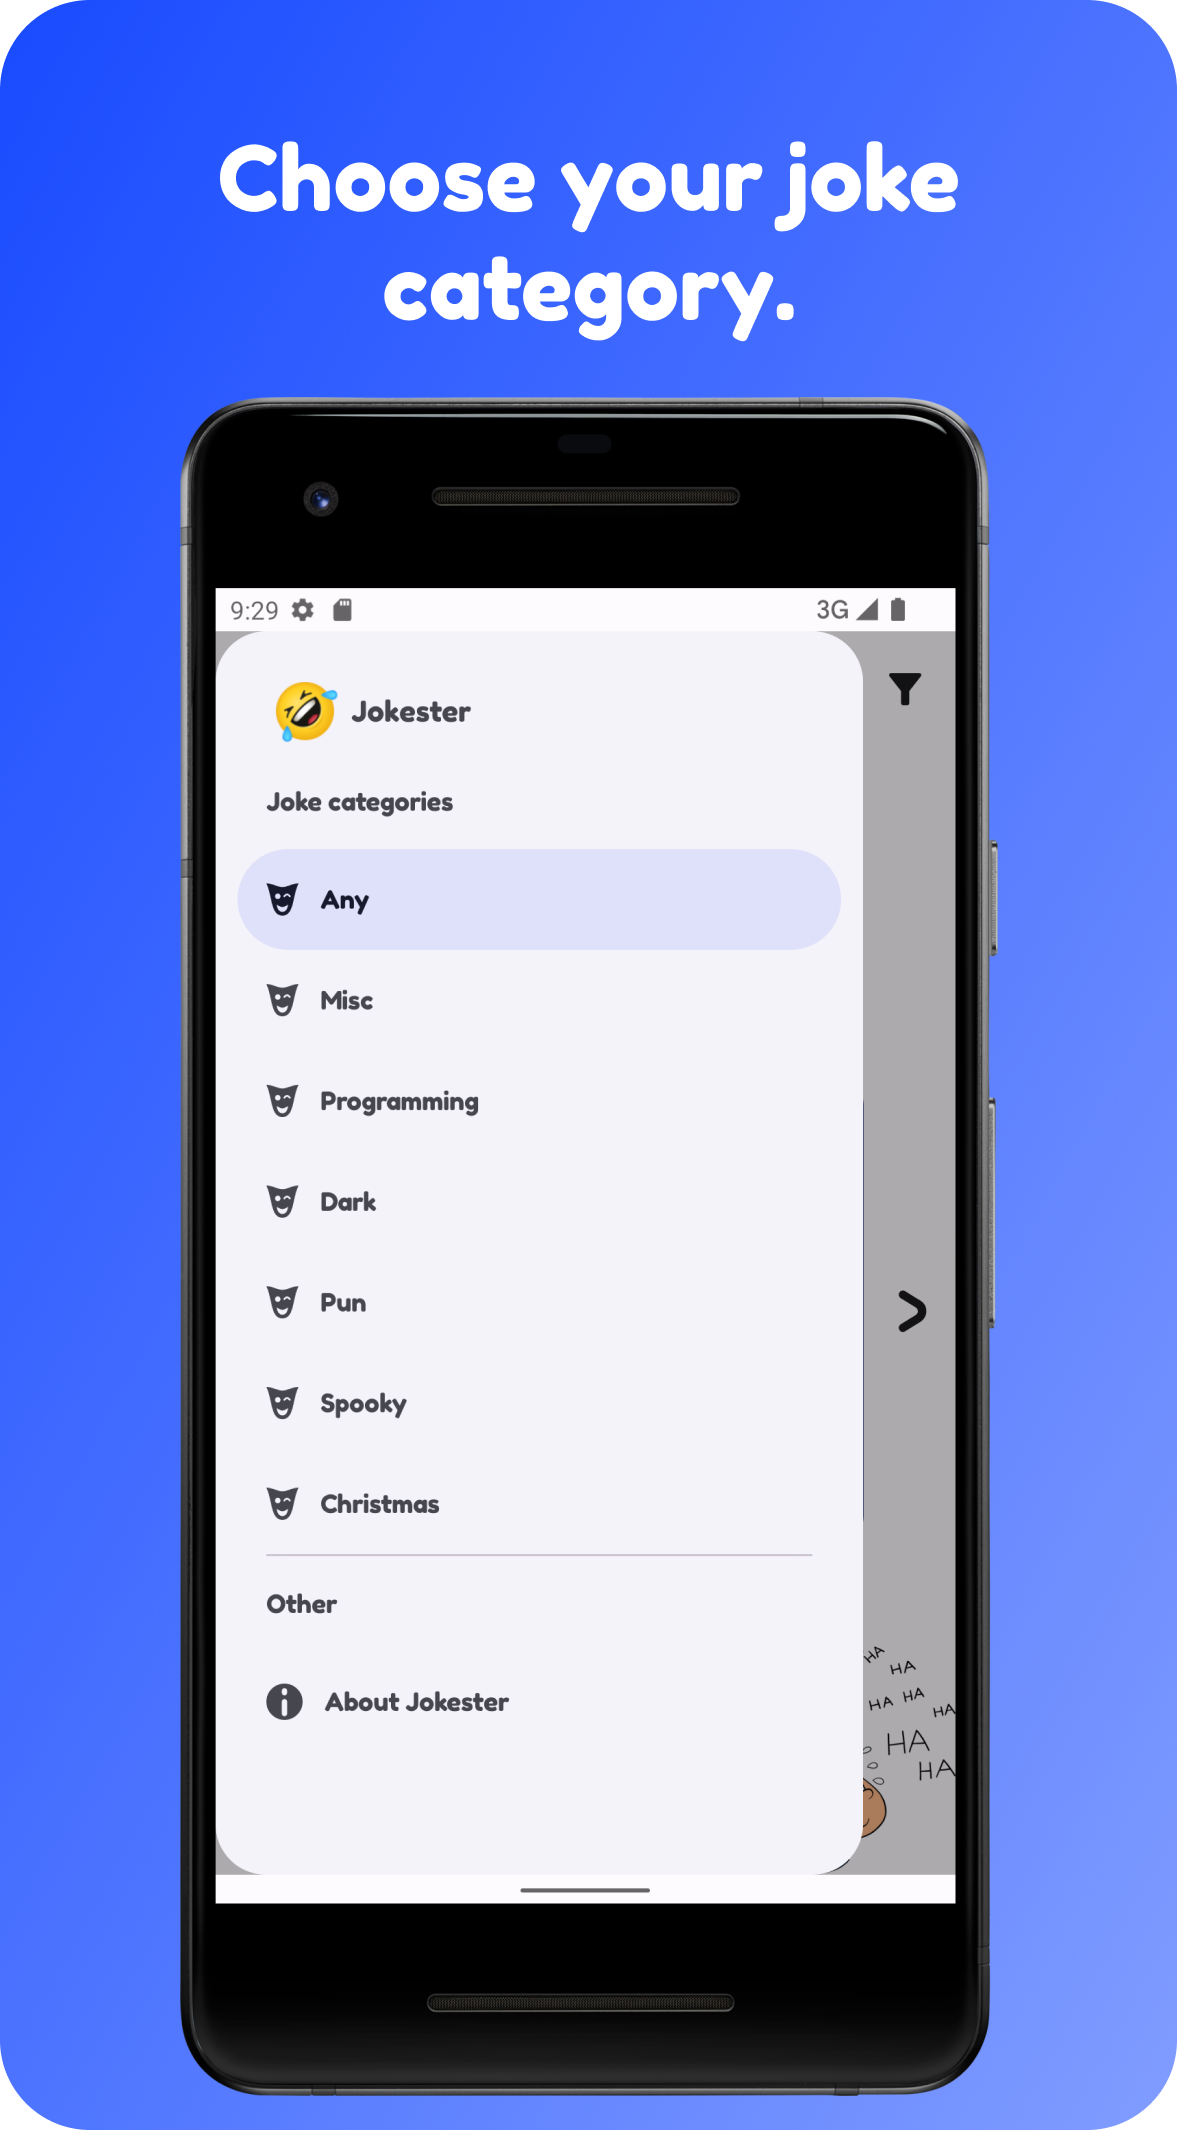 Choose your joke
category.
9:29
3G
Jokester
Joke categories
Any
Misc
Programming
Dark
Pun
Spooky
Christmas
Other
About Jokester
HA
HA
HA HA
HA
HA
HA